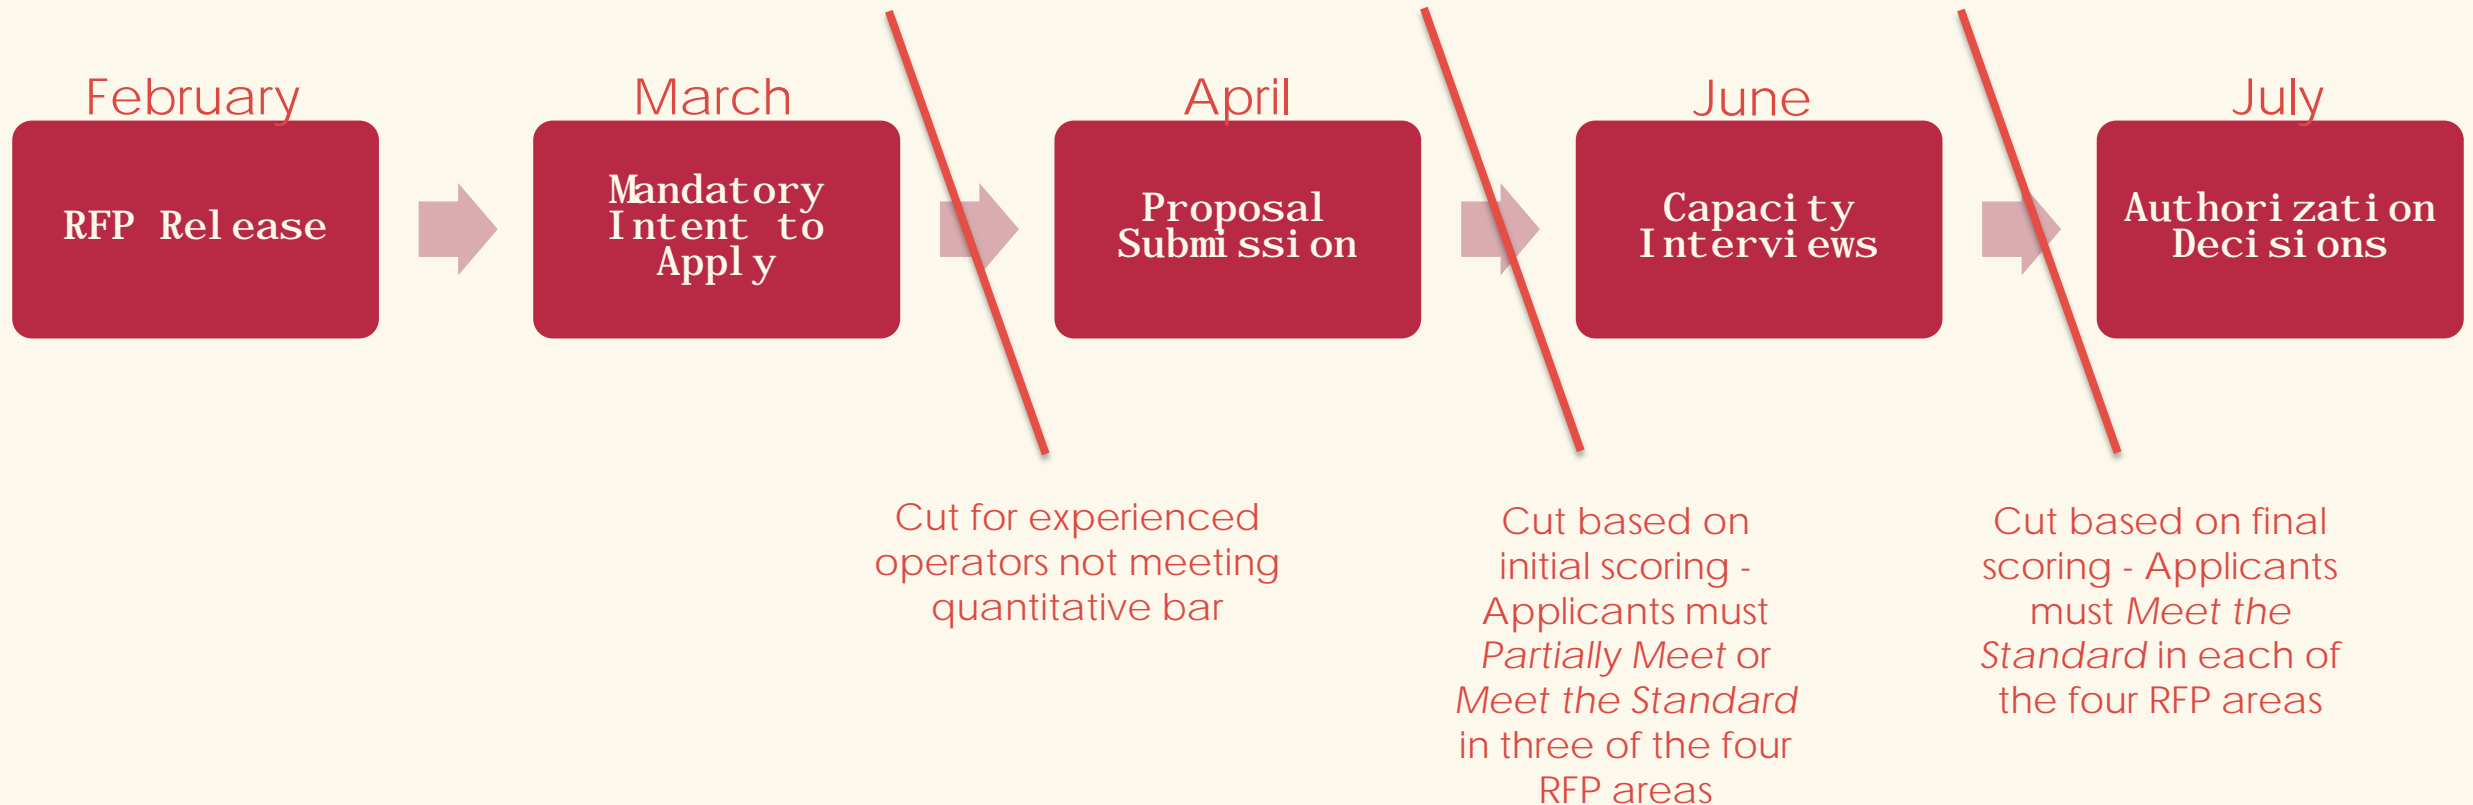 February
RFP Release
March
Mandatory
Intent to
Apply
April
Proposal
Submission
June
Capacity
Interviews
July
Authorization
Decisions
Cut for experienced
operators not meeting
quantitative bar
Cut based on
initial scoring -
Applicants must
Partially Meet or
Meet the Standard
in three of the four
RFP areas
Cut based on final
scoring - Applicants
must Meet the
Standard in each of
the four RFP areas